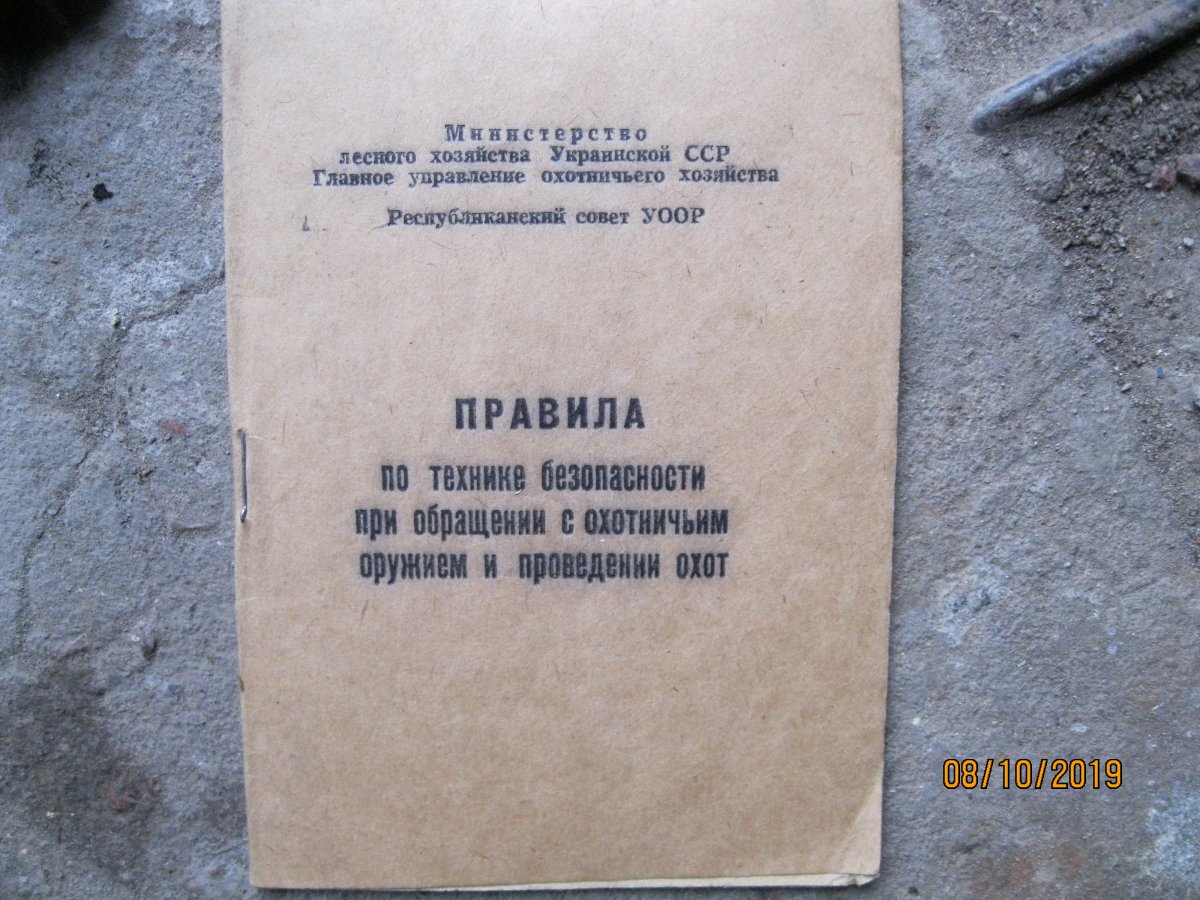 Министерство
лесного хозяйства Украинской ССР
Главное управление охотничьего хозяйства
Республиканский совет УООР
ПРАВИЛА
по технике безопасности
при обращении с охотничьим
оружием и проведении охот
08/10/2019